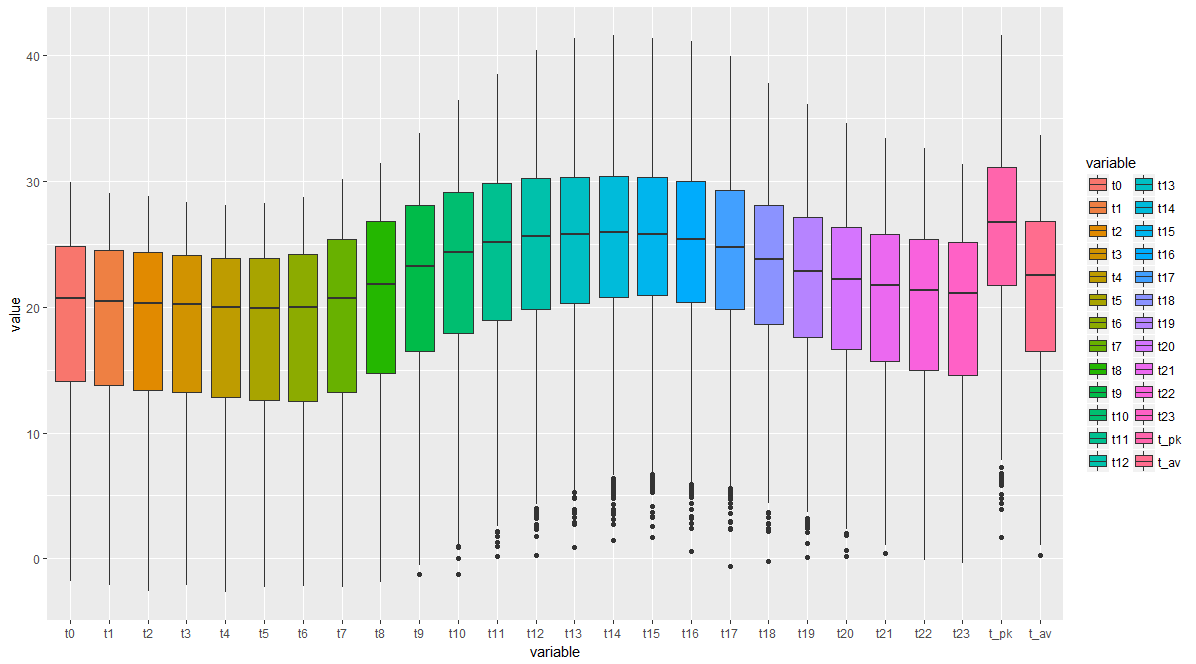 value
40
30
20
10
0
t0 t1 t2 t3 t4 t5 t6 t7 t8 t9 t10 t11 t12 t13 t14 t15 t16 t17 t18 t19 t20 t21 t22 t23 t_pk t_av
variable
variable
t0 t13
t1 t14
t2 t15
t3 t16
t4 t17
t5 t18
t6 t19
t7 t20
t8 t21
t9 t22
t10 t23
t11 t_pk
t12 t_av